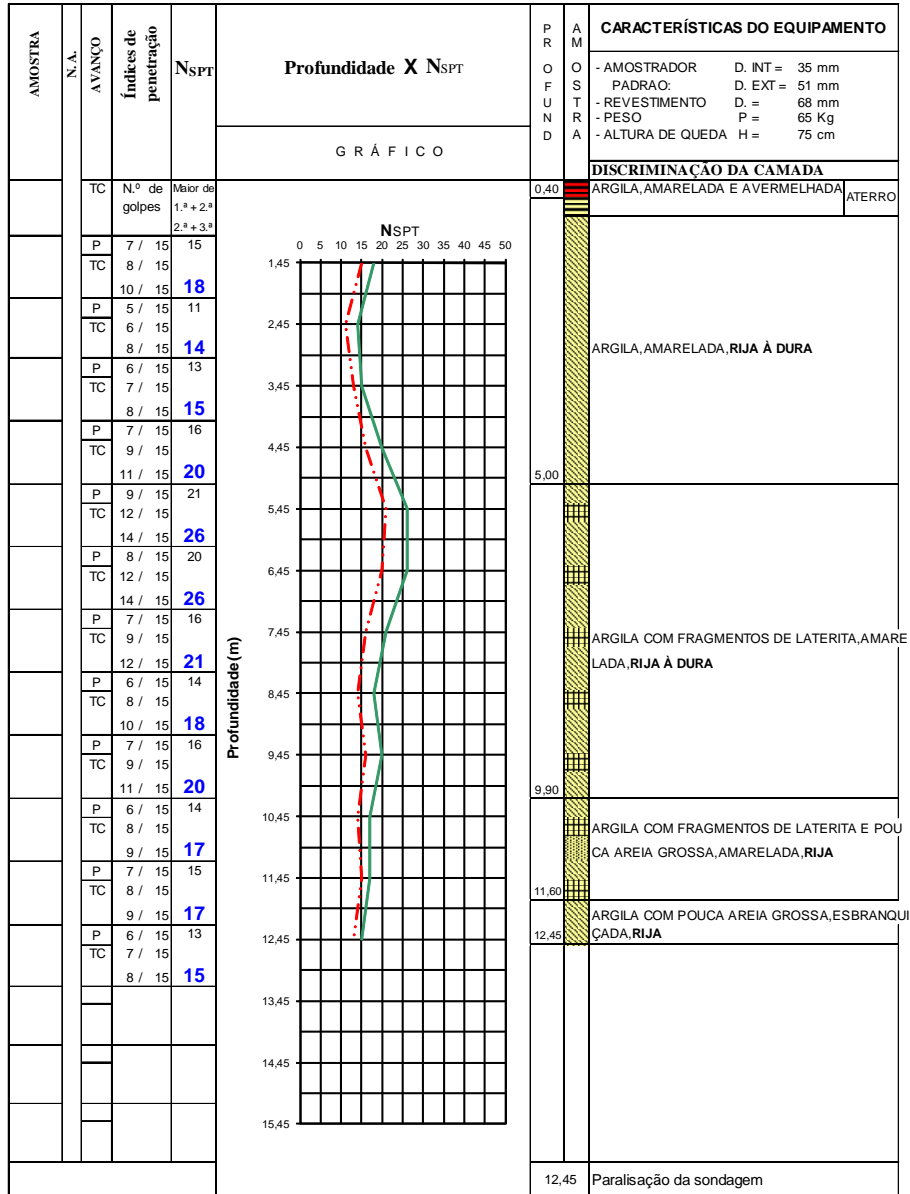 AMOSTRA
N. A.
AVANÇO
Índices de penetração
NSPT
Profundidade X NSPT
G R Á F I C O
P R O F U N D
A M O S T R A
CARACTERÍSTICAS DO EQUIPAMENTO
- AMOSTRADOR D. INT = 35 mm
PADRAO: D. EXT = 51 mm
- REVESTIMENTO D. = 68 mm
- PESO P = 65 Kg
- ALTURA DE QUEDA H = 75 cm
DISCRIMINAÇÃO DA CAMADA
TC N.º de golpes Maior de 1.ª + 2.ª 2.ª + 3.ª
0,40 ARGILA,AMARELADA E AVERMELHADA ATERRO
P 7 / 15 15
TC 8 / 15
10 / 15 18
P 5 / 15 11
TC 6 / 15
8 / 15 14
P 6 / 15 13
TC 7 / 15
8 / 15 15
P 7 / 15 16
TC 9 / 15
11 / 15 20
P 9 / 15 21
TC 12 / 15
14 / 15 26
P 8 / 15 20
TC 12 / 15
14 / 15 26
P 7 / 15 16
TC 9 / 15
12 / 15 21
P 6 / 15 14
TC 8 / 15
10 / 15 18
P 7 / 15 16
TC 9 / 15
11 / 15 20
P 6 / 15 14
TC 8 / 15
9 / 15 17
P 7 / 15 15
TC 8 / 15
9 / 15 17
P 6 / 15 13
TC 7 / 15
8 / 15 15
NSPT
0 5 10 15 20 25 30 35 40 45 50
Profundidade(m)
1,45
2,45
3,45
4,45
5,45
6,45
7,45
8,45
9,45
10,45
11,45
12,45
13,45
14,45
15,45
ARGILA,AMARELADA,RIJA À DURA
5,00
ARGILA COM FRAGMENTOS DE LATERITA,AMARE
LADA,RIJA À DURA
9,90
ARGILA COM FRAGMENTOS DE LATERITA E POU
CA AREIA GROSSA,AMARELADA,RIJA
11,60
ARGILA COM POUCA AREIA GROSSA,ESBRANQUI
ÇADA,RIJA
12,45
12,45 Paralisação da sondagem